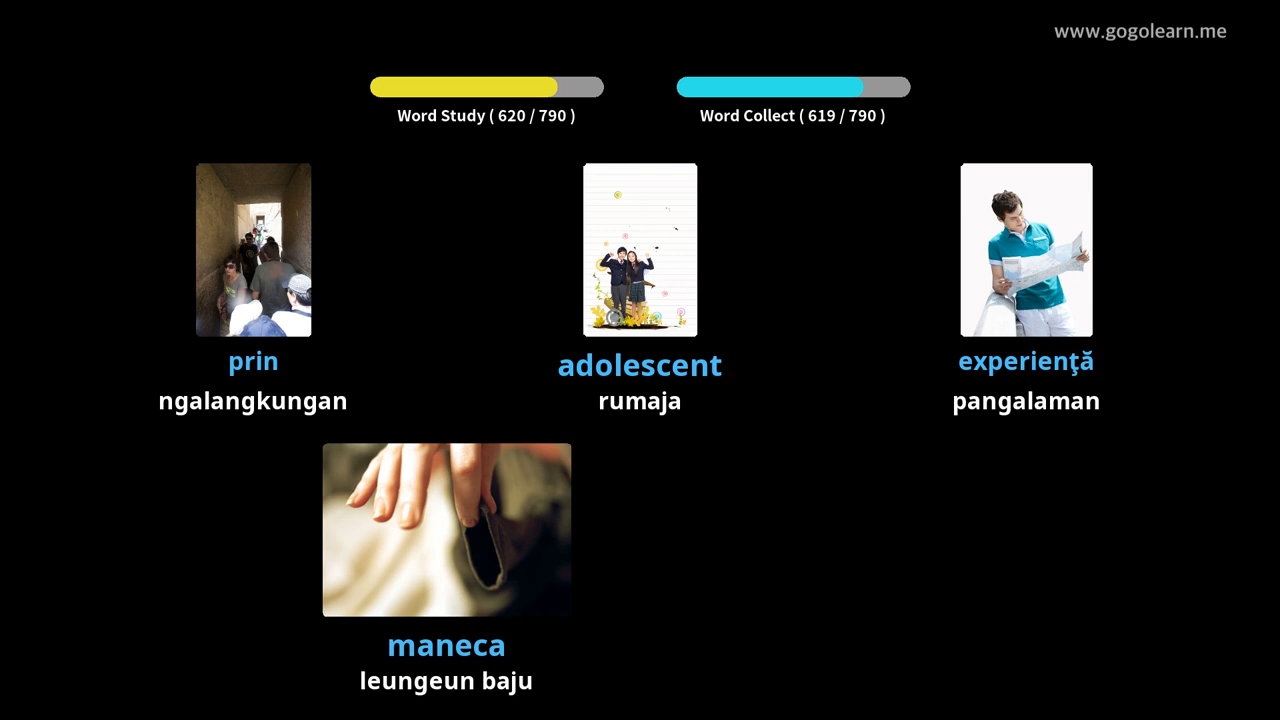 www.gogolearn.me
Word Study ( 620 / 790 )
Word Collect ( 619 / 790 )
prin
ngalangkungan
adolescent
rumaja
experienţă
pangalaman
maneca
leungeun baju